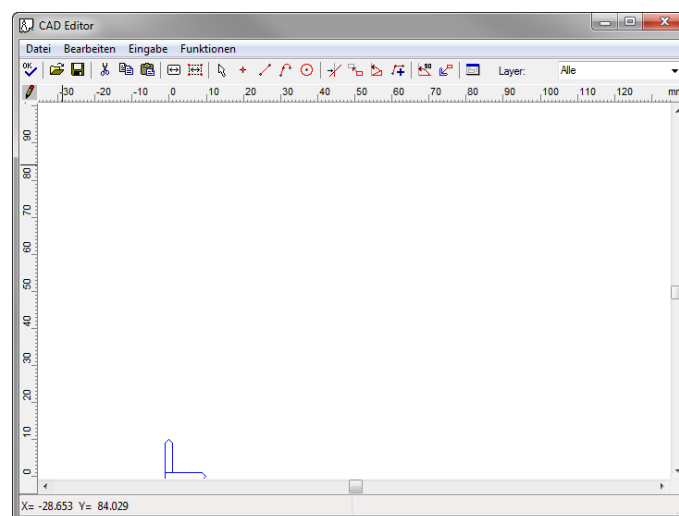 CAD Editor
Datei Bearbeiten Eingabe Funktionen
OK 90 Layer: Alle
-30 -20 -10 0 10 20 30 40 50 60 70 80 90 100 110 120 mm
90
80
70
60
50
40
30
20
10
0
X= -28.653 Y= 84.029